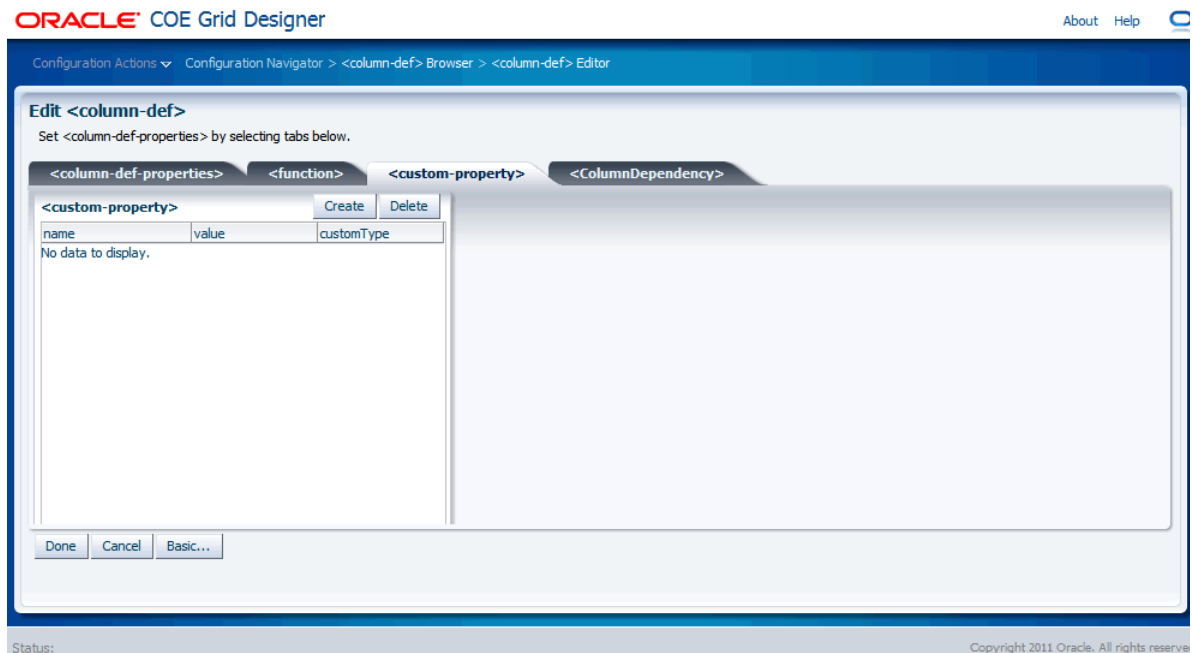 ORACLE COE Grid Designer
About Help
Configuration Actions Configuration Navigator > <column-def> Browser > <column-def> Editor
Edit <column-def>
Set <column-def-properties> by selecting tabs below.
<column-def-properties> <function> <custom-property> <ColumnDependency>
<custom-property> Create Delete
name value customType
No data to display.
Done Cancel Basic...
Status:
Copyright 2011 Oracle. All rights reserve